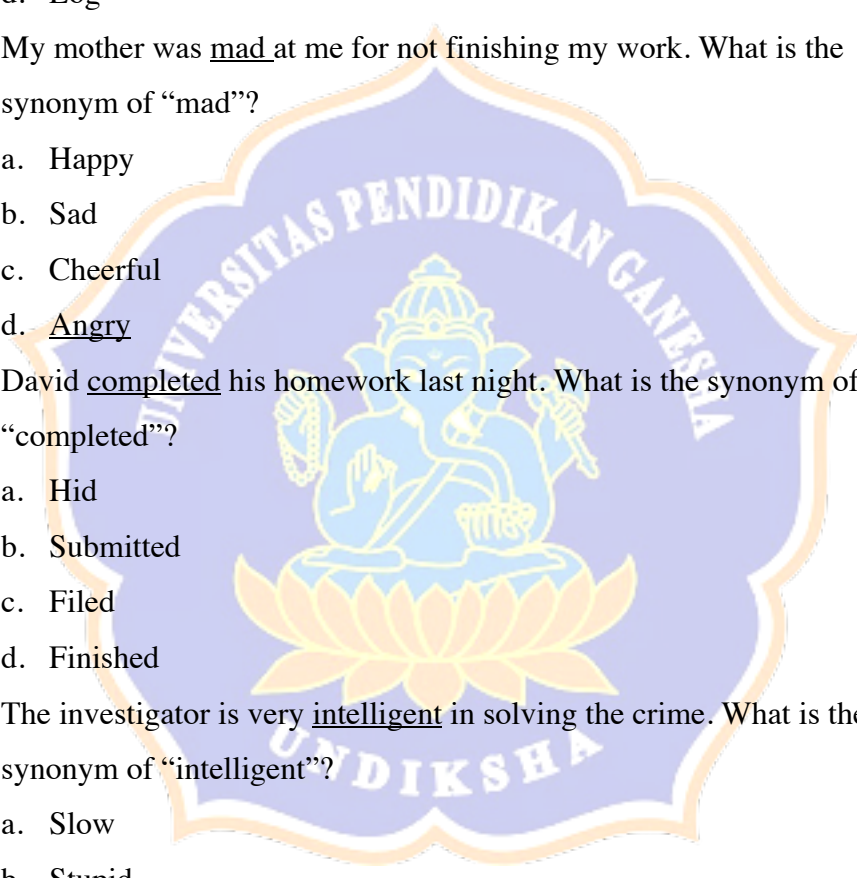 d. Log
My mother was mad at me for not finishing my work. What is the
synonym of “mad”?
a. Happy
b. Sad
c. Cheerful
d. Angry
David completed his homework last night. What is the synonym of
“completed”?
a. Hid
b. Submitted
c. Filed
d. Finished
The investigator is very intelligent in solving the crime. What is the
synonym of “intelligent”?
a. Slow
b. Stupid
UNIVERSITAS PENDIDIKAN GANESHA
UNDIKSHA